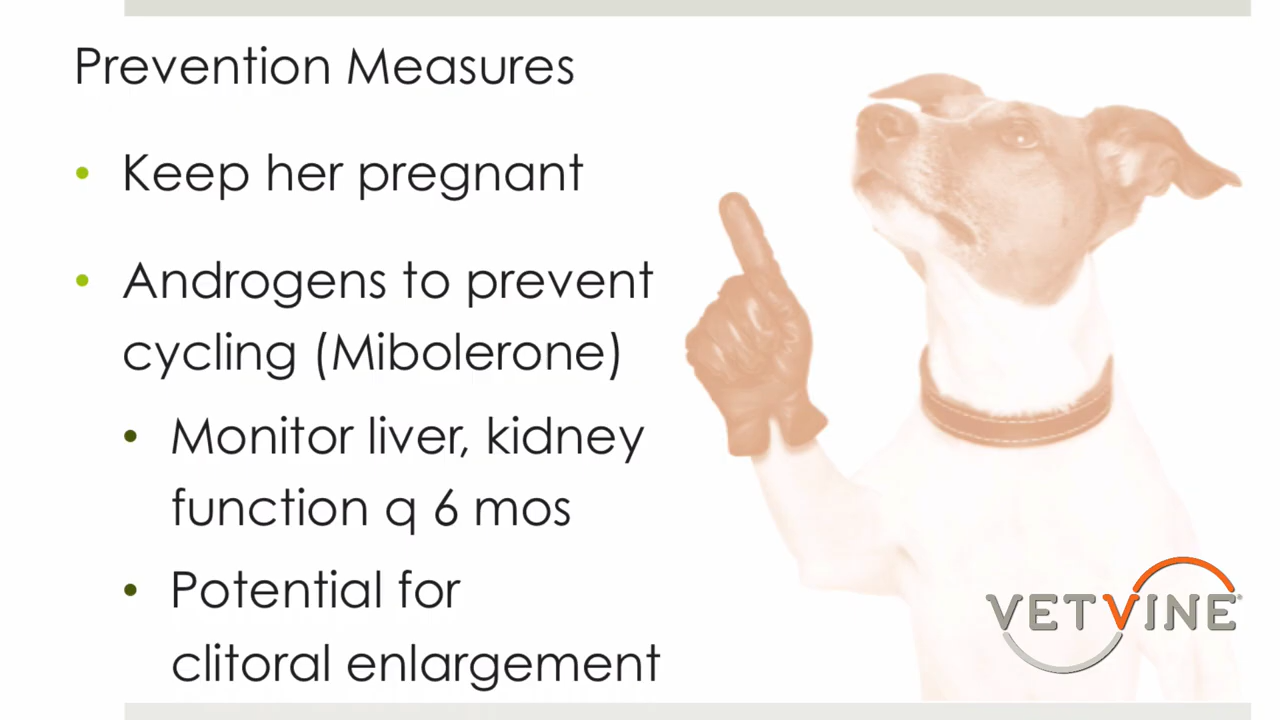 Prevention Measures
• Keep her pregnant
• Androgens to prevent
cycling (Mibolerone)
• Monitor liver, kidney
function q 6 mos
• Potential for
clitoral enlargement
VETVINE®